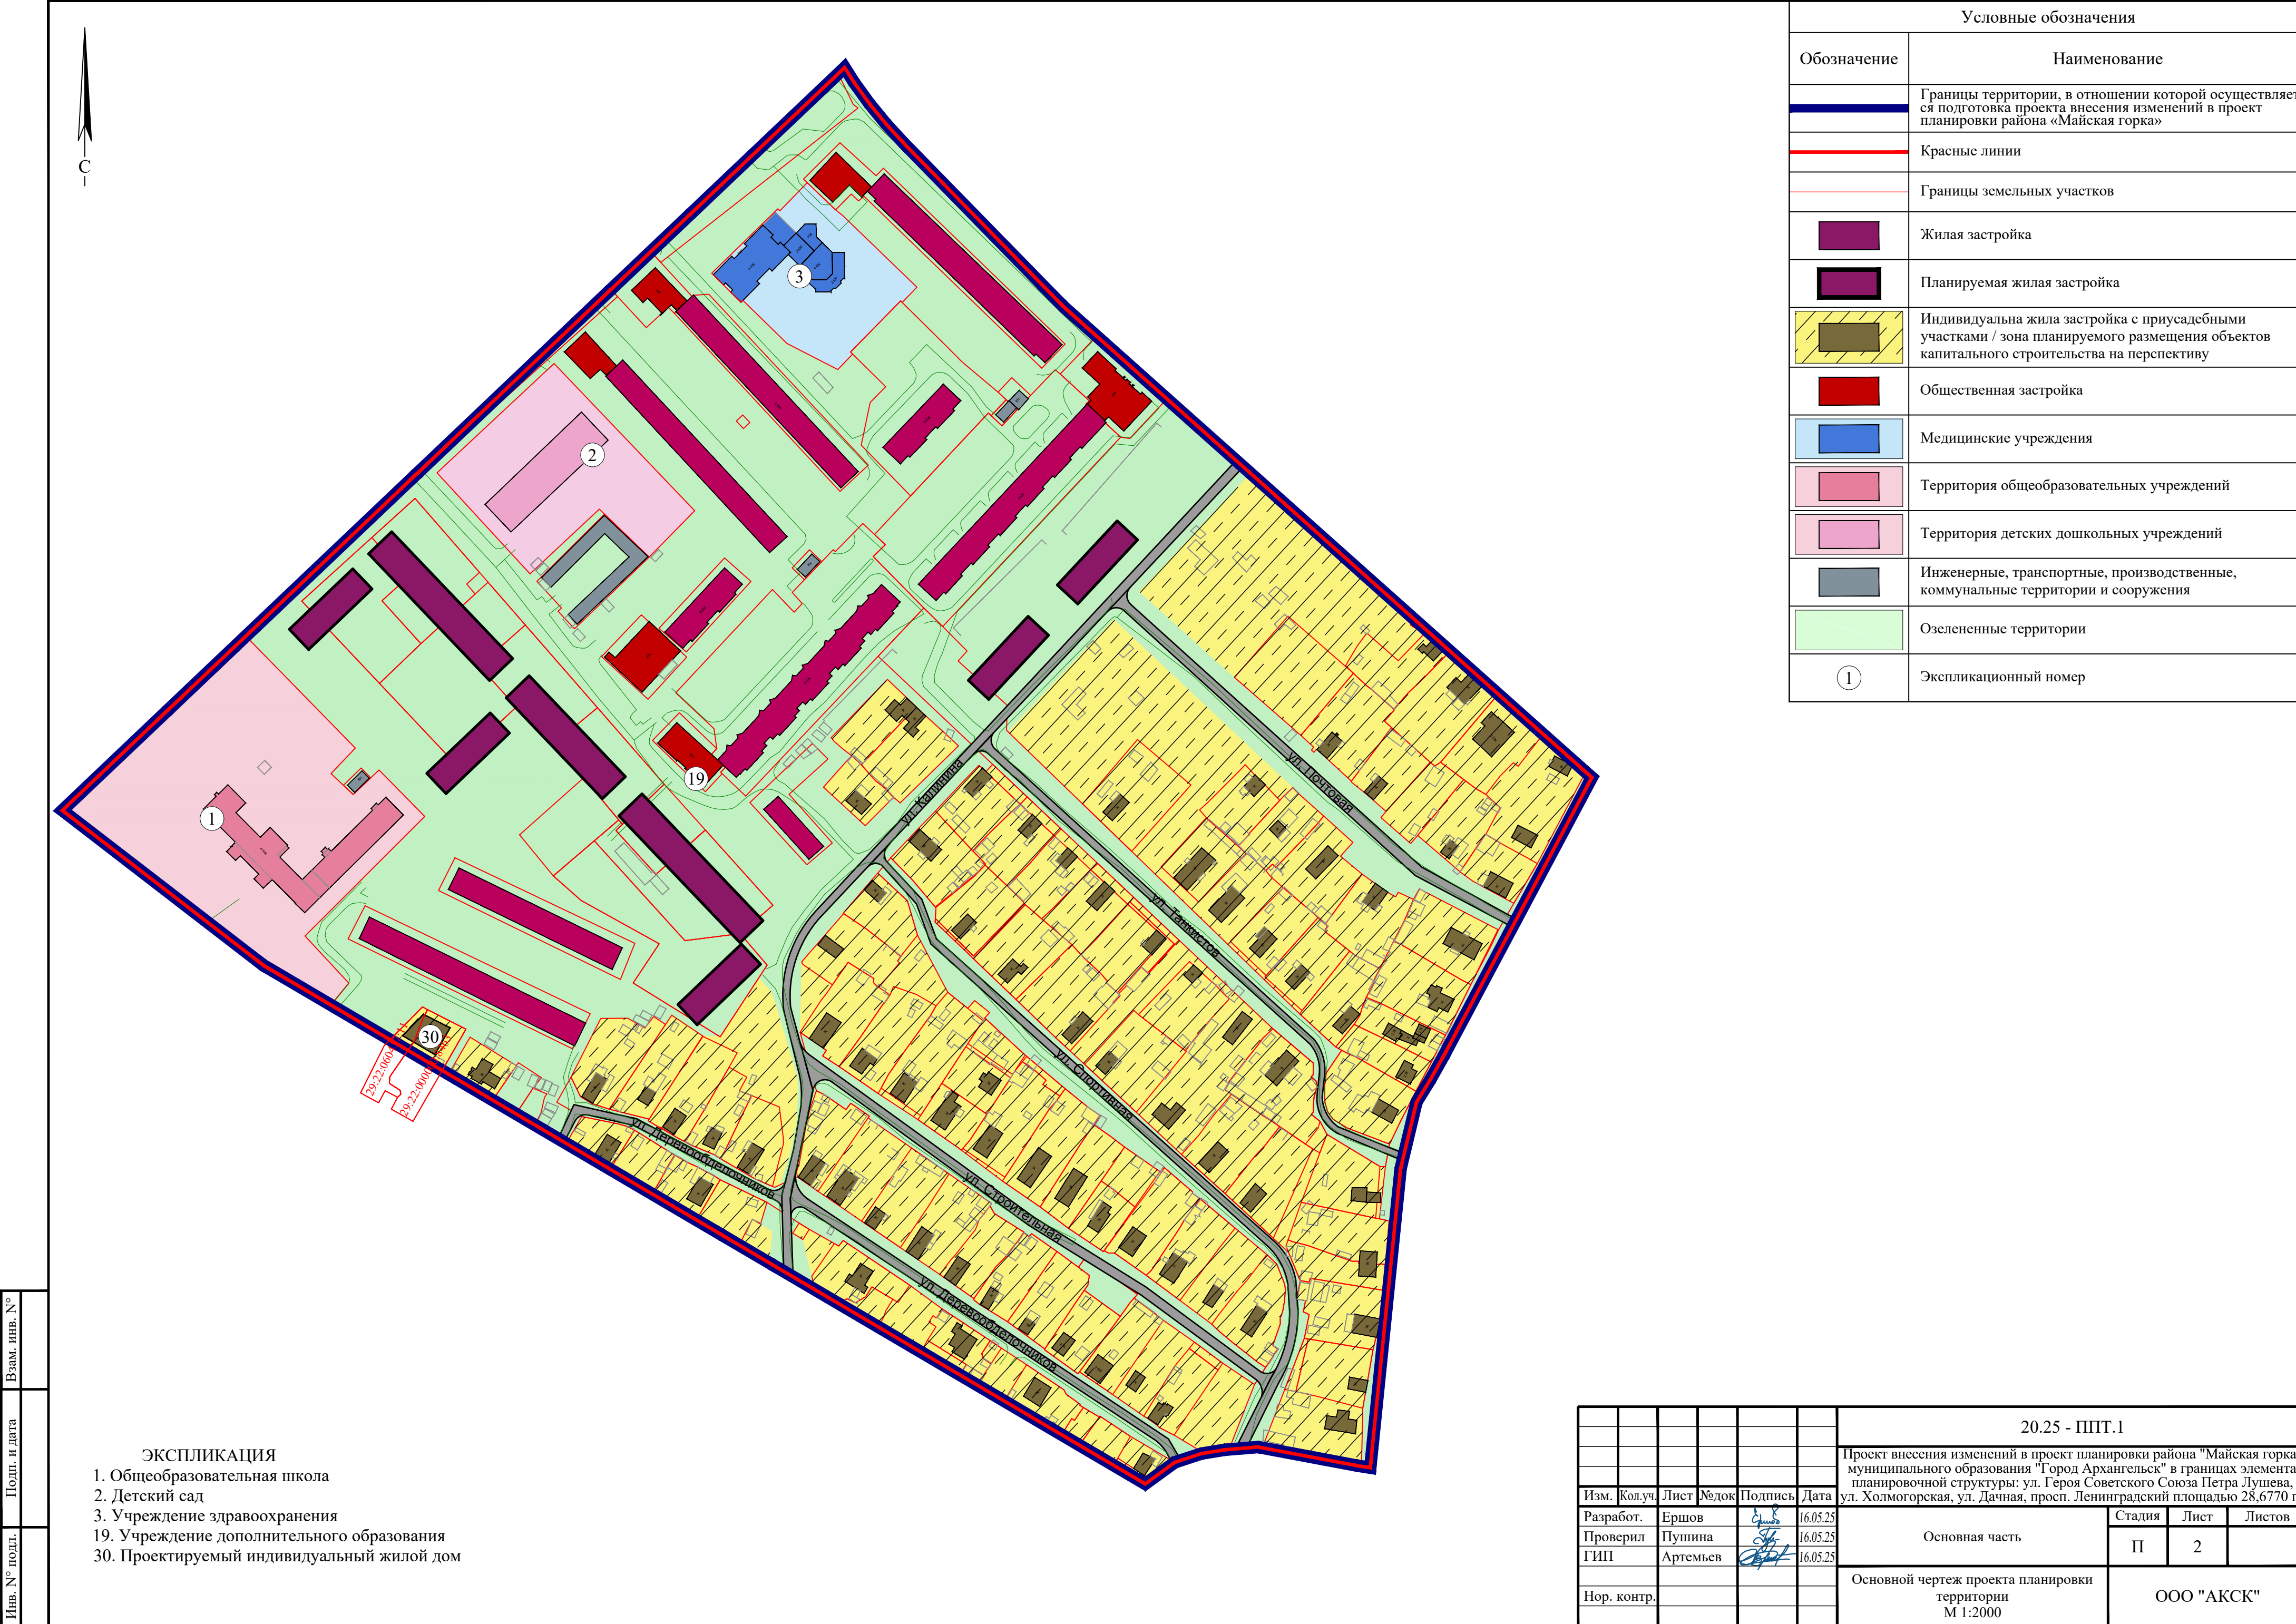 Условные обозначения
Обозначение
Наименование
Границы территории, в отношении которой осуществляет
ся подготовка проекта внесения изменений в проект
планировки района «Майская горка»
Красные линии
Границы земельных участков
Жилая застройка
Планируемая жилая застройка
Индивидуальна жила застройка с приусадебными
участками / зона планируемого размещения объектов
капитального строительства на перспективу
Общественная застройка
Медицинские учреждения
Территория общеобразовательных учреждений
Территория детских дошкольных учреждений
Инженерные, транспортные, производственные,
коммунальные территории и сооружения
Озелененные территории
1
Экспликационный номер
С
3
2
19
1
30
ул. Калинина
ул. Почтовая
ул. Танкистов
ул. Спортивная
ул. Строительная
ул. Деревообделочников
ул. Деревообделочников
ЭКСПЛИКАЦИЯ
1. Общеобразовательная школа
2. Детский сад
3. Учреждение здравоохранения
19. Учреждение дополнительного образования
30. Проектируемый индивидуальный жилой дом
Взам. инв. N°
Подп. и дата
Инв. N° подл.
20.25 - ППТ.1
Проект внесения изменений в проект планировки района "Майская горка
муниципального образования "Город Архангельск" в границах элемента
планировочной структуры: ул. Героя Советского Союза Петра Лушева,
ул. Холмогорская, ул. Дачная, просп. Ленинградский площадью 28,6770 г
Изм. Кол.уч. Лист №док Подпись Дата
Разработ. Ершов 16.05.25
Проверил Пушина 16.05.25
ГИП Артемьев 16.05.25
Нор. контр.
Основная часть
Стадия Лист Листов
П 2
Основной чертеж проекта планировки
территории
М 1:2000
ООО "АКСК"